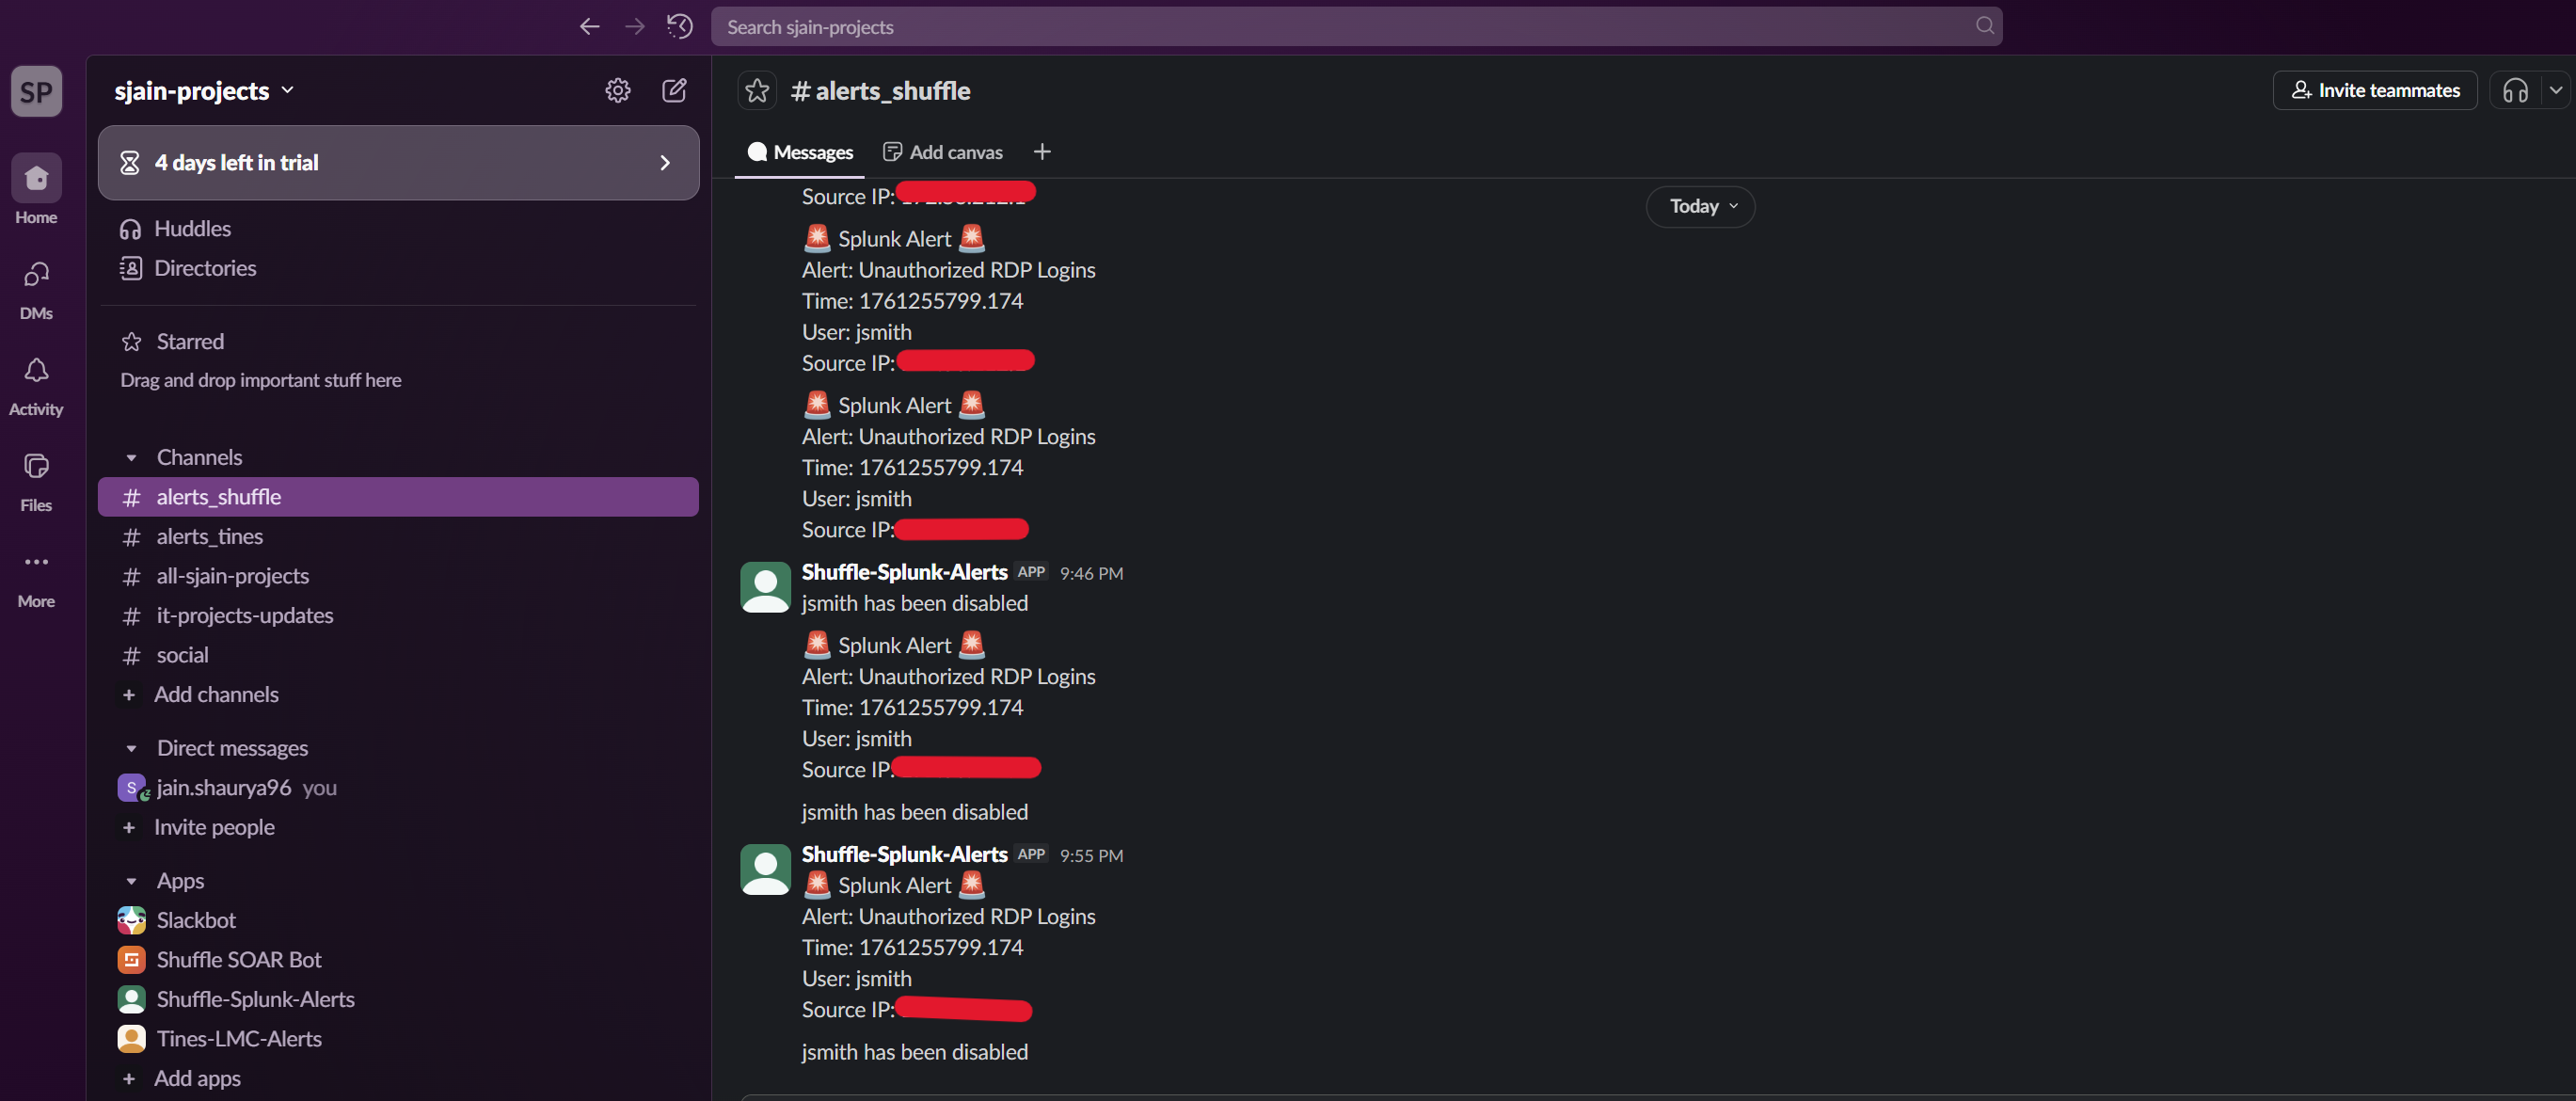 Search sjain-projects
SP
Home
DMs
Activity
Files
More
sjain-projects
4 days left in trial
Huddles
Directories
Starred
Drag and drop important stuff here
Channels
# alerts_shuffle
# alerts_tines
# all-sjain-projects
# it-projects-updates
# social
+ Add channels
Direct messages
S jain.shaurya96 you
+ Invite people
Apps
Slackbot
Shuffle SOAR Bot
Shuffle-Splunk-Alerts
Tines-LMC-Alerts
+ Add apps
# alerts_shuffle
Invite teammates
Messages Add canvas +
Today
Source IP:
🚨 Splunk Alert 🚨
Alert: Unauthorized RDP Logins
Time: 1761255799.174
User: jsmith
Source IP:
🚨 Splunk Alert 🚨
Alert: Unauthorized RDP Logins
Time: 1761255799.174
User: jsmith
Source IP:
Shuffle-Splunk-Alerts APP 9:46 PM
jsmith has been disabled
🚨 Splunk Alert 🚨
Alert: Unauthorized RDP Logins
Time: 1761255799.174
User: jsmith
Source IP:
jsmith has been disabled
Shuffle-Splunk-Alerts APP 9:55 PM
🚨 Splunk Alert 🚨
Alert: Unauthorized RDP Logins
Time: 1761255799.174
User: jsmith
Source IP:
jsmith has been disabled